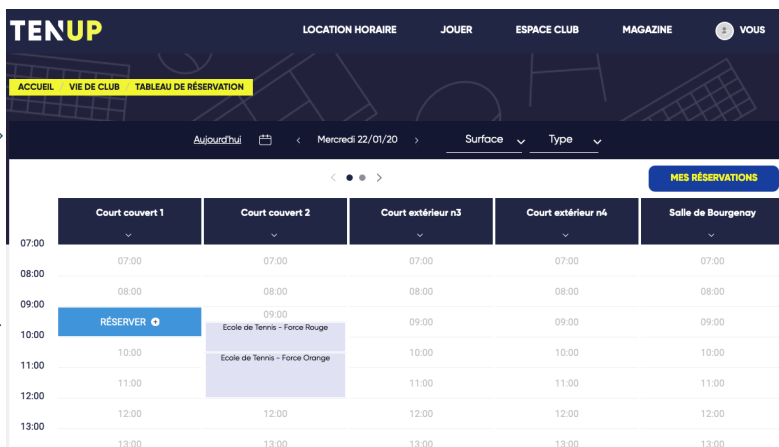 TEN'UP
LOCATION HORAIRE JOUER ESPACE CLUB MAGAZINE VOUS
ACCUEIL / VIE DE CLUB / TABLEAU DE RÉSERVATION
Aujourd'hui < Mercredi 22/01/20 > Surface Type
MES RÉSERVATIONS
Court couvert 1 Court couvert 2 Court extérieur n3 Court extérieur n4 Salle de Bourgenay
07:00
07:00 07:00 07:00 07:00 07:00
08:00
08:00 08:00 08:00 08:00 08:00
09:00
RÉSERVER 09:00 09:00 09:00 09:00
Ecole de Tennis - Force Rouge
10:00
10:00 Ecole de Tennis - Force Orange 10:00 10:00 10:00
11:00
11:00 11:00 11:00 11:00
12:00
12:00 12:00 12:00 12:00 12:00
13:00
13:00 13:00 13:00 13:00 13:00